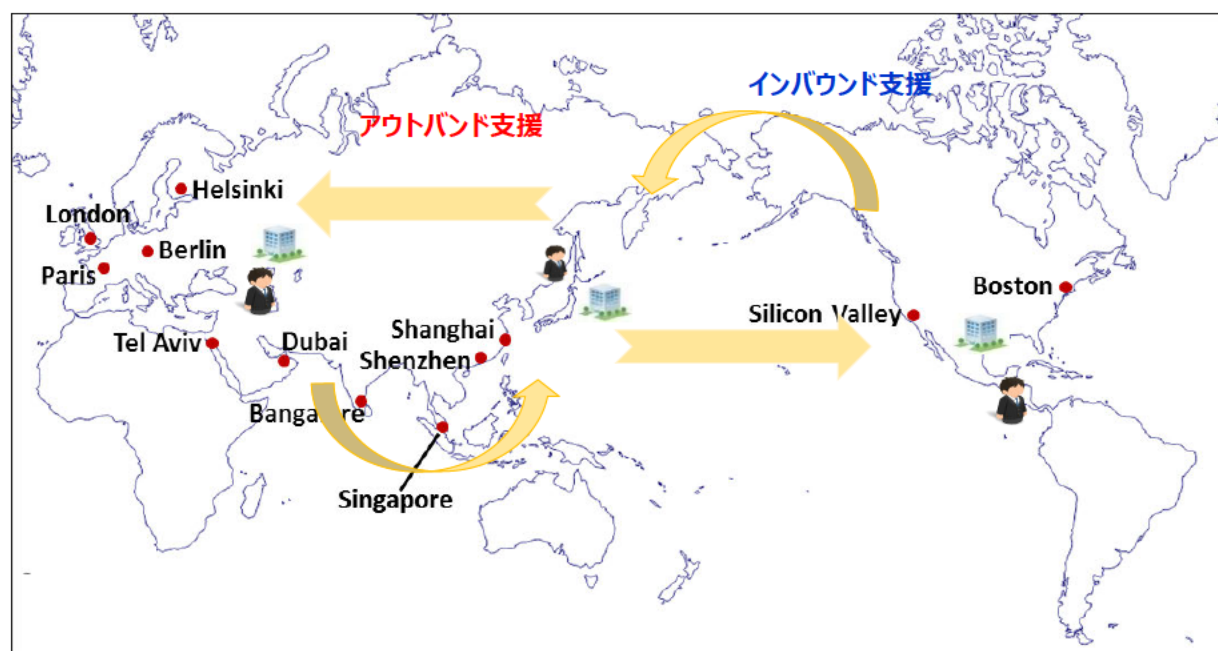 インバウンド支援
アウトバンド支援
Helsinki
London
Berlin
Paris
Boston
Silicon Valley
Shanghai
Tel Aviv
Dubai
Shenzhen
Bangalore
Singapore